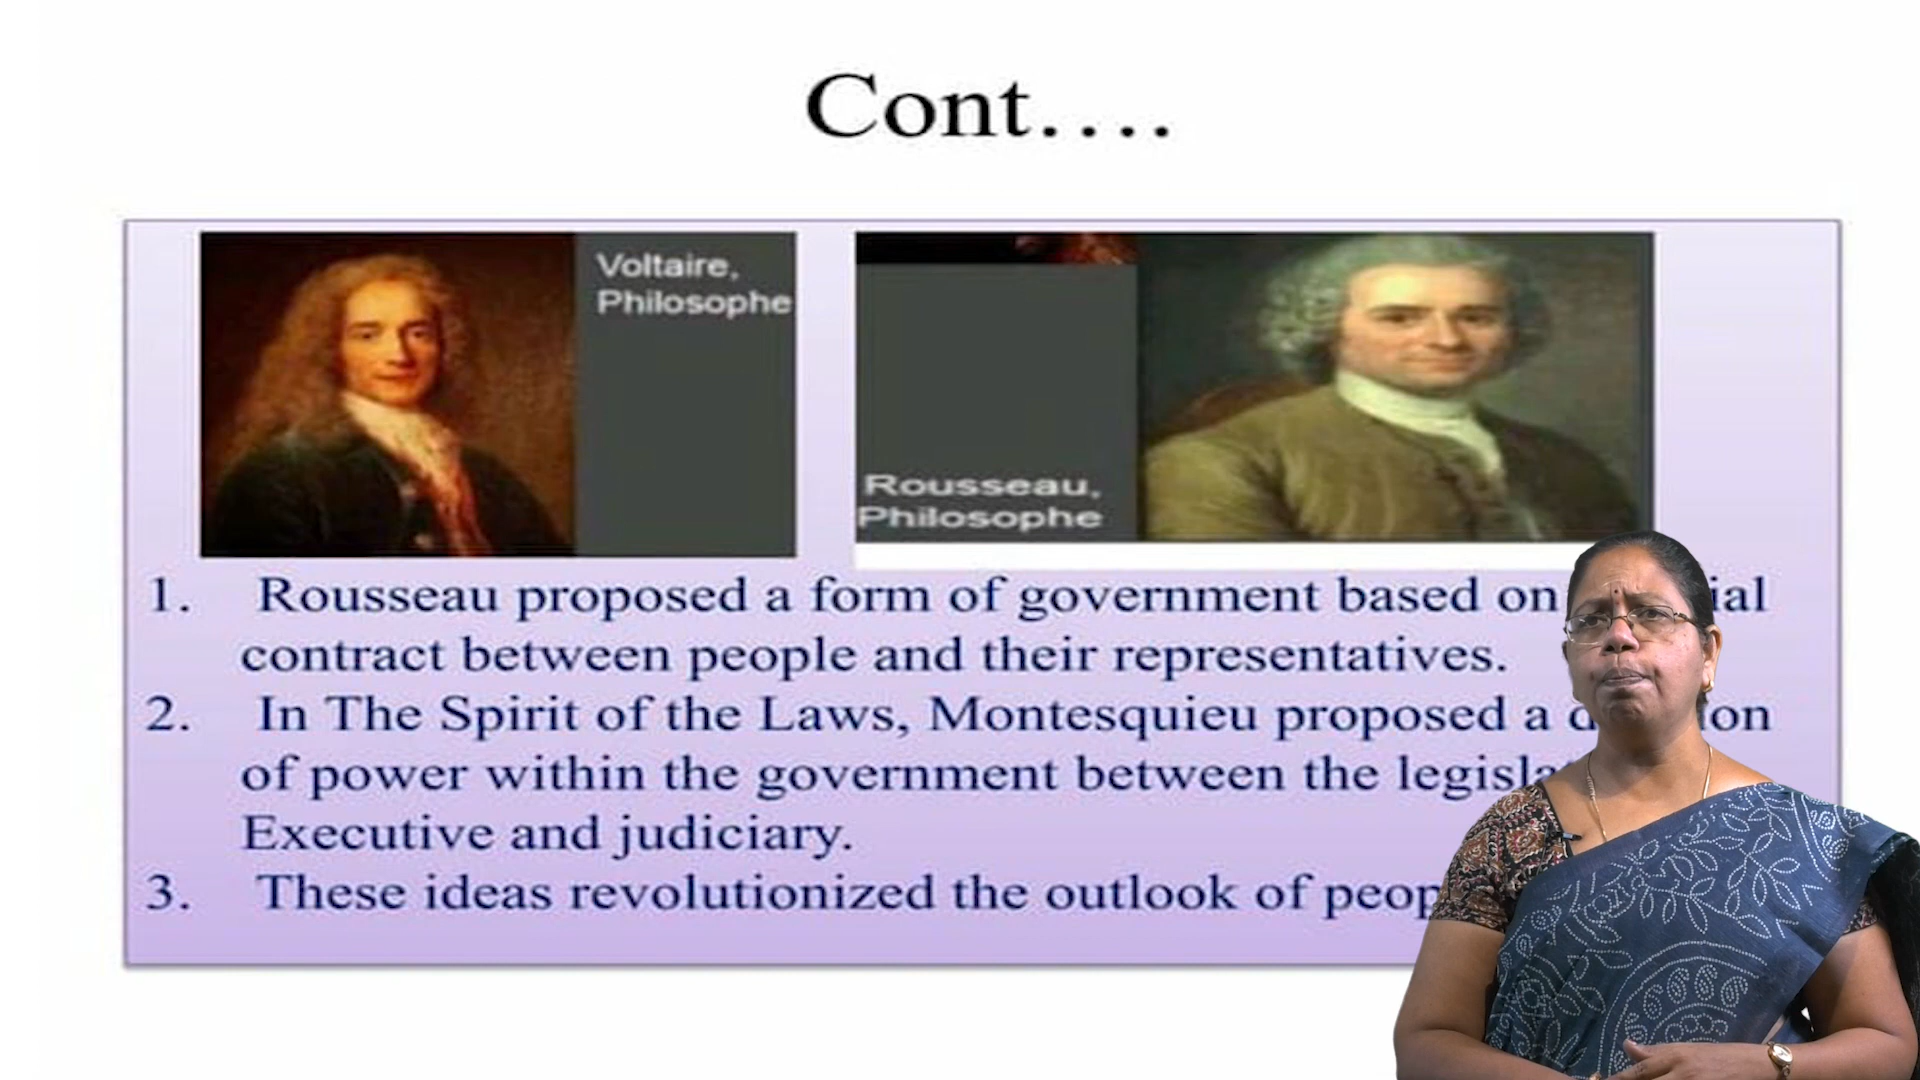 Cont....
Voltaire,
Philosophe
Rousseau,
Philosophe
1. Rousseau proposed a form of government based on
contract between people and their representatives.
2. In The Spirit of the Laws, Montesquieu proposed a
of power within the government between the
Executive and judiciary.
3. These ideas revolutionized the outlook of